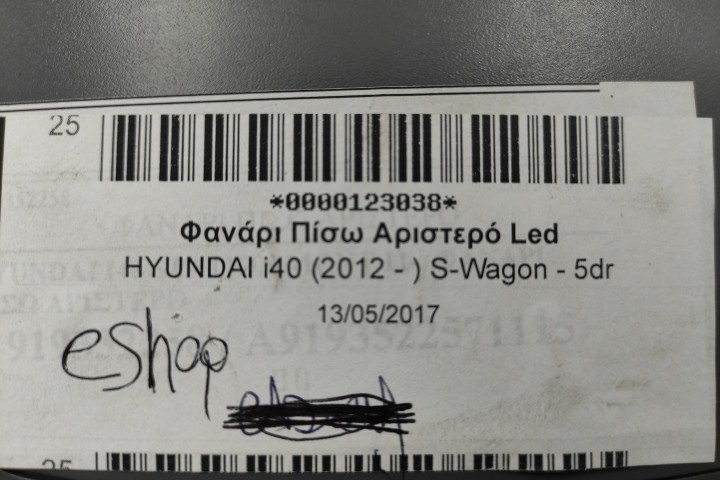 25
*0000123038*
Φανάρι Πίσω Αριστερό Led
HYUNDAI i40 (2012 - ) S-Wagon - 5dr
13/05/2017
eshop
25